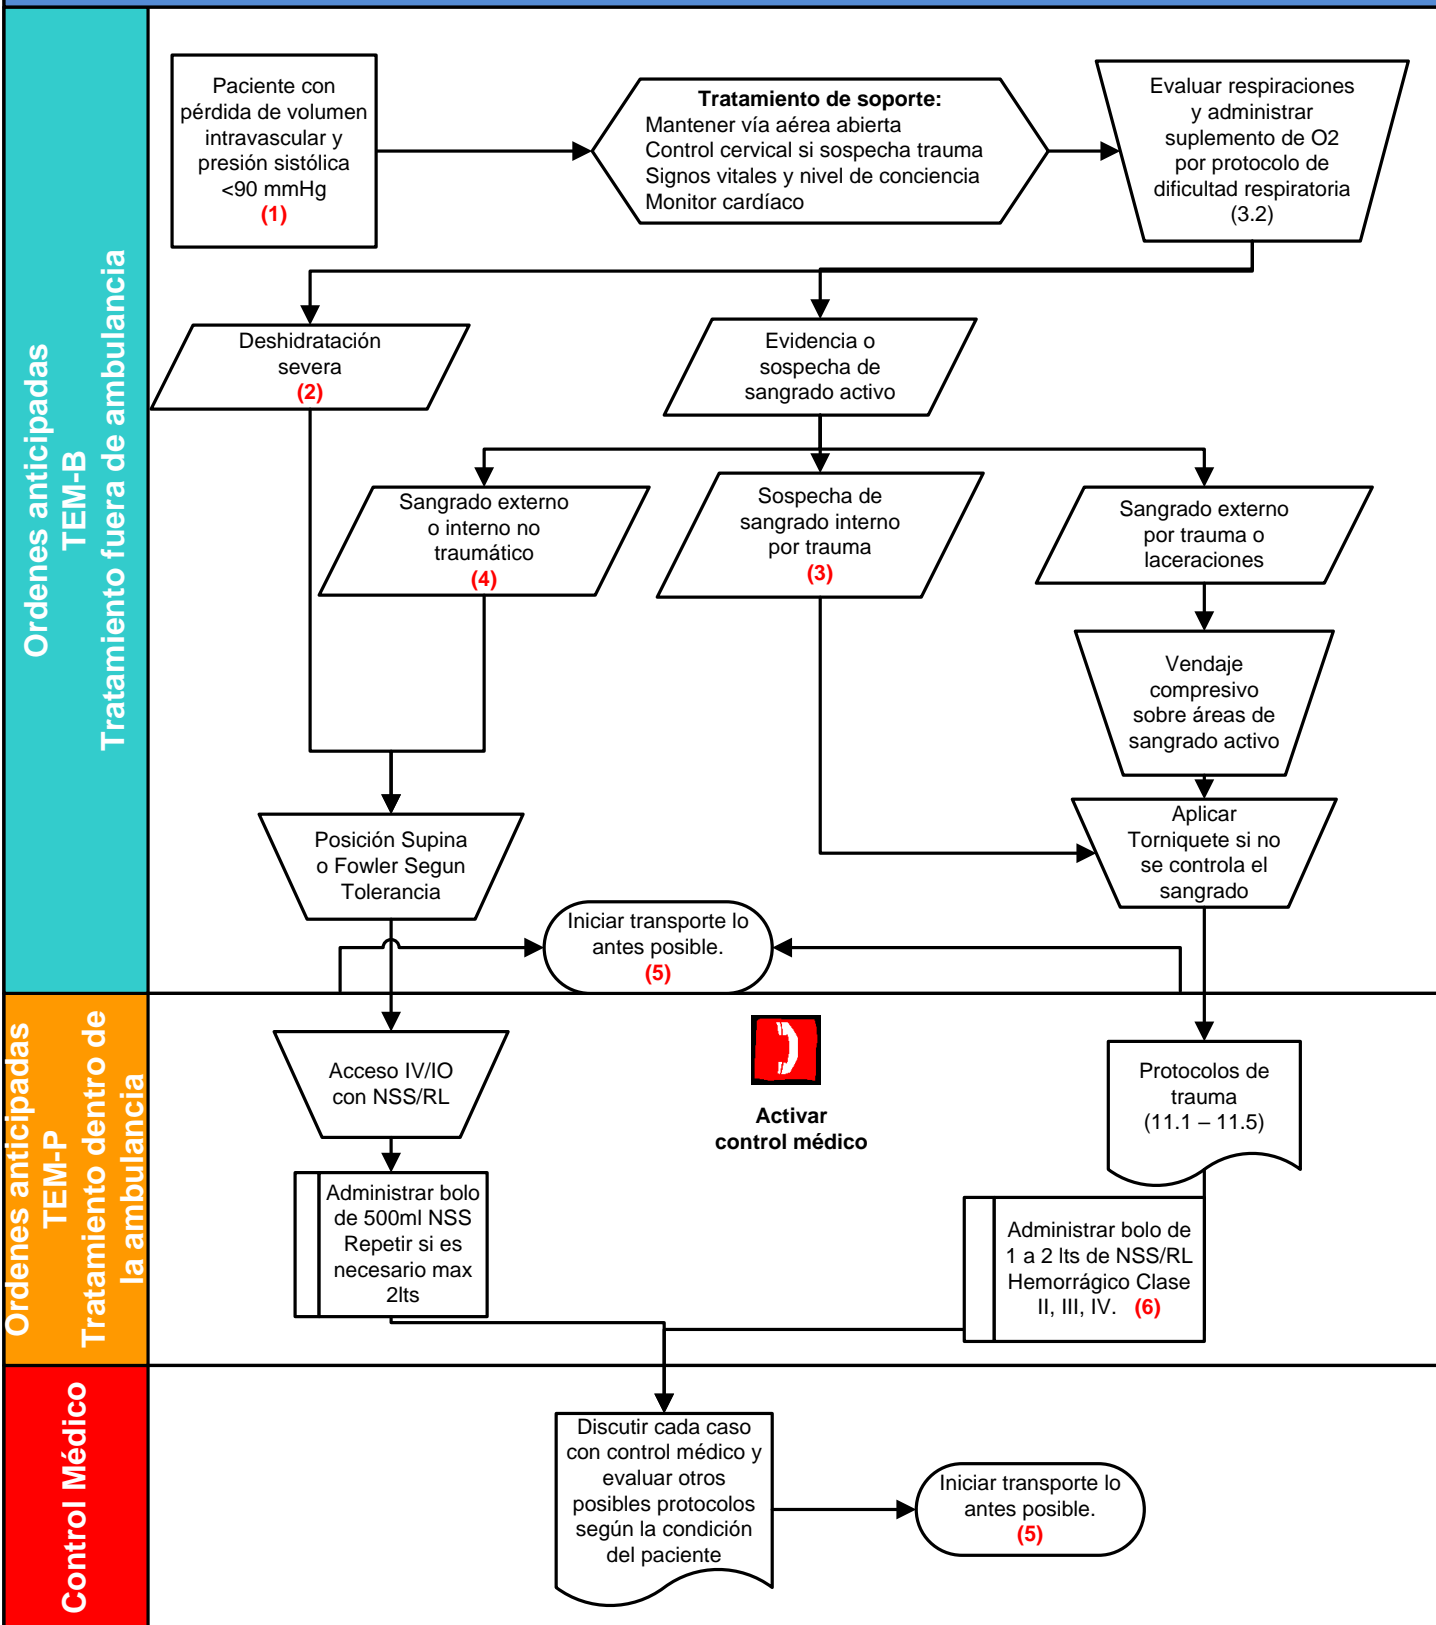 Ordenes anticipadas
TEM-B
Tratamiento fuera de ambulancia
Paciente con
pérdida de volumen
intravascular y
presión sistólica
<90 mmHg
(1)
Tratamiento de soporte:
Mantener vía aérea abierta
Control cervical si sospecha trauma
Signos vitales y nivel de conciencia
Monitor cardíaco
Evaluar respiraciones
y administrar
suplemento de O2
por protocolo de
dificultad respiratoria
(3.2)
Deshidratación
severa
(2)
Evidencia o
sospecha de
sangrado activo
Sangrado externo
o interno no
traumático
(4)
Sospecha de
sangrado interno
por trauma
(3)
Sangrado externo
por trauma o
laceraciones
Vendaje
compresivo
sobre áreas de
sangrado activo
Posición Supina
o Fowler Segun
Tolerancia
Aplicar
Torniquete si no
se controla el
sangrado
Iniciar transporte lo
antes posible.
(5)
Ordenes anticipadas
TEM-P
Tratamiento dentro de
la ambulancia
Acceso IV/IO
con NSS/RL
Activar
control médico
Protocolos de
trauma
(11.1 – 11.5)
Administrar bolo
de 500ml NSS
Repetir si es
necesario max
2lts
Administrar bolo de
1 a 2 lts de NSS/RL
Hemorrágico Clase
II, III, IV. (6)
Control Médico
Discutir cada caso
con control médico y
evaluar otros
posibles protocolos
según la condición
del paciente
Iniciar transporte lo
antes posible.
(5)